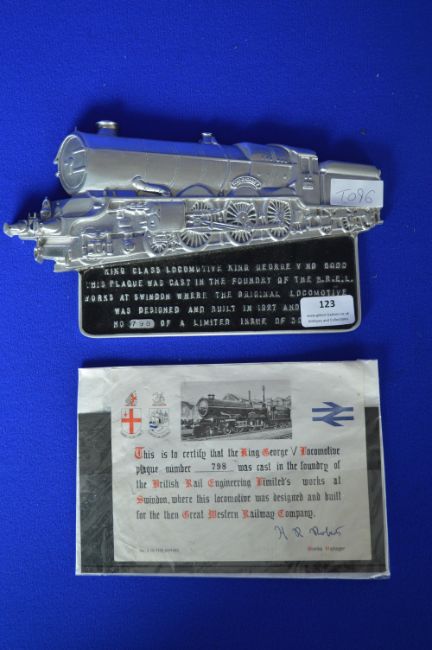 T096
KING CLASS LOCOMOTIVE KING GEORGE V NO 6000
THIS PLAQUE WAS CAST IN THE FOUNDRY OF THE B.R.E.L.
WORKS AT SWINDON WHERE THE ORIGINAL LOCOMOTIVE
WAS DESIGNED AND BUILT IN 1927 AND
NO 798 OF A LIMITED ISSUE OF
123
This is to certify that the King George V Locomotive
plaque number 798 was cast in the foundry of
the British Rail Engineering Limited's works at
Swindon, where this locomotive was designed and built
for the then Great Western Railway Company.
Works Manager